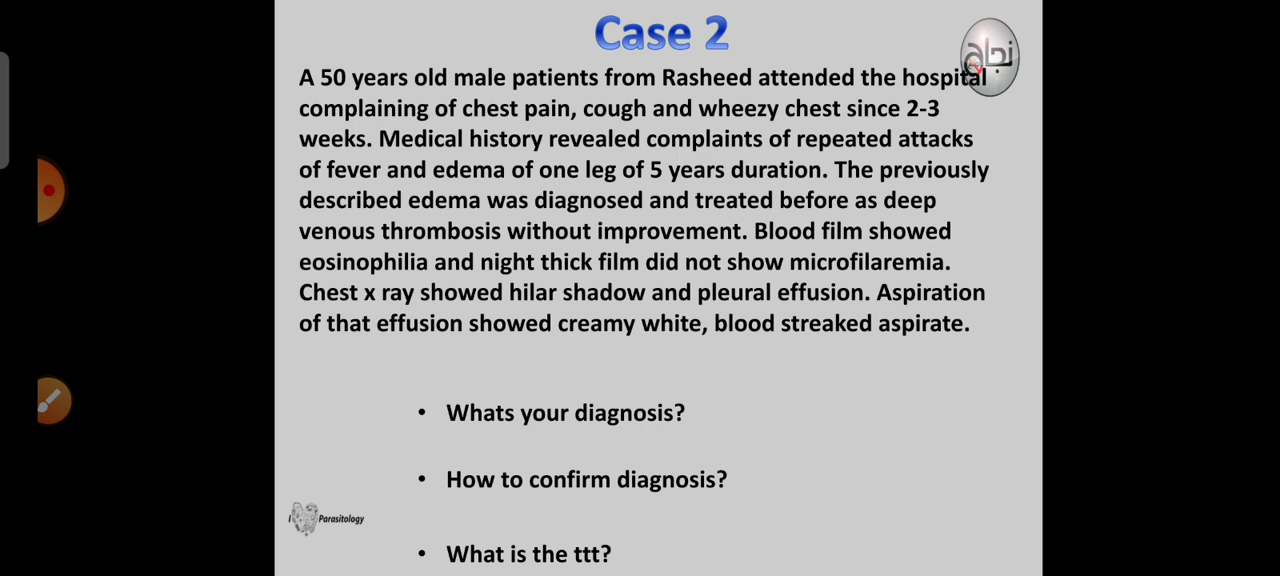 Case 2
A 50 years old male patients from Rasheed attended the hospital
complaining of chest pain, cough and wheezy chest since 2-3
weeks. Medical history revealed complaints of repeated attacks
of fever and edema of one leg of 5 years duration. The previously
described edema was diagnosed and treated before as deep
venous thrombosis without improvement. Blood film showed
eosinophilia and night thick film did not show microfilaremia.
Chest x ray showed hilar shadow and pleural effusion. Aspiration
of that effusion showed creamy white, blood streaked aspirate.
• Whats your diagnosis?
• How to confirm diagnosis?
I Parasitology
• What is the ttt?